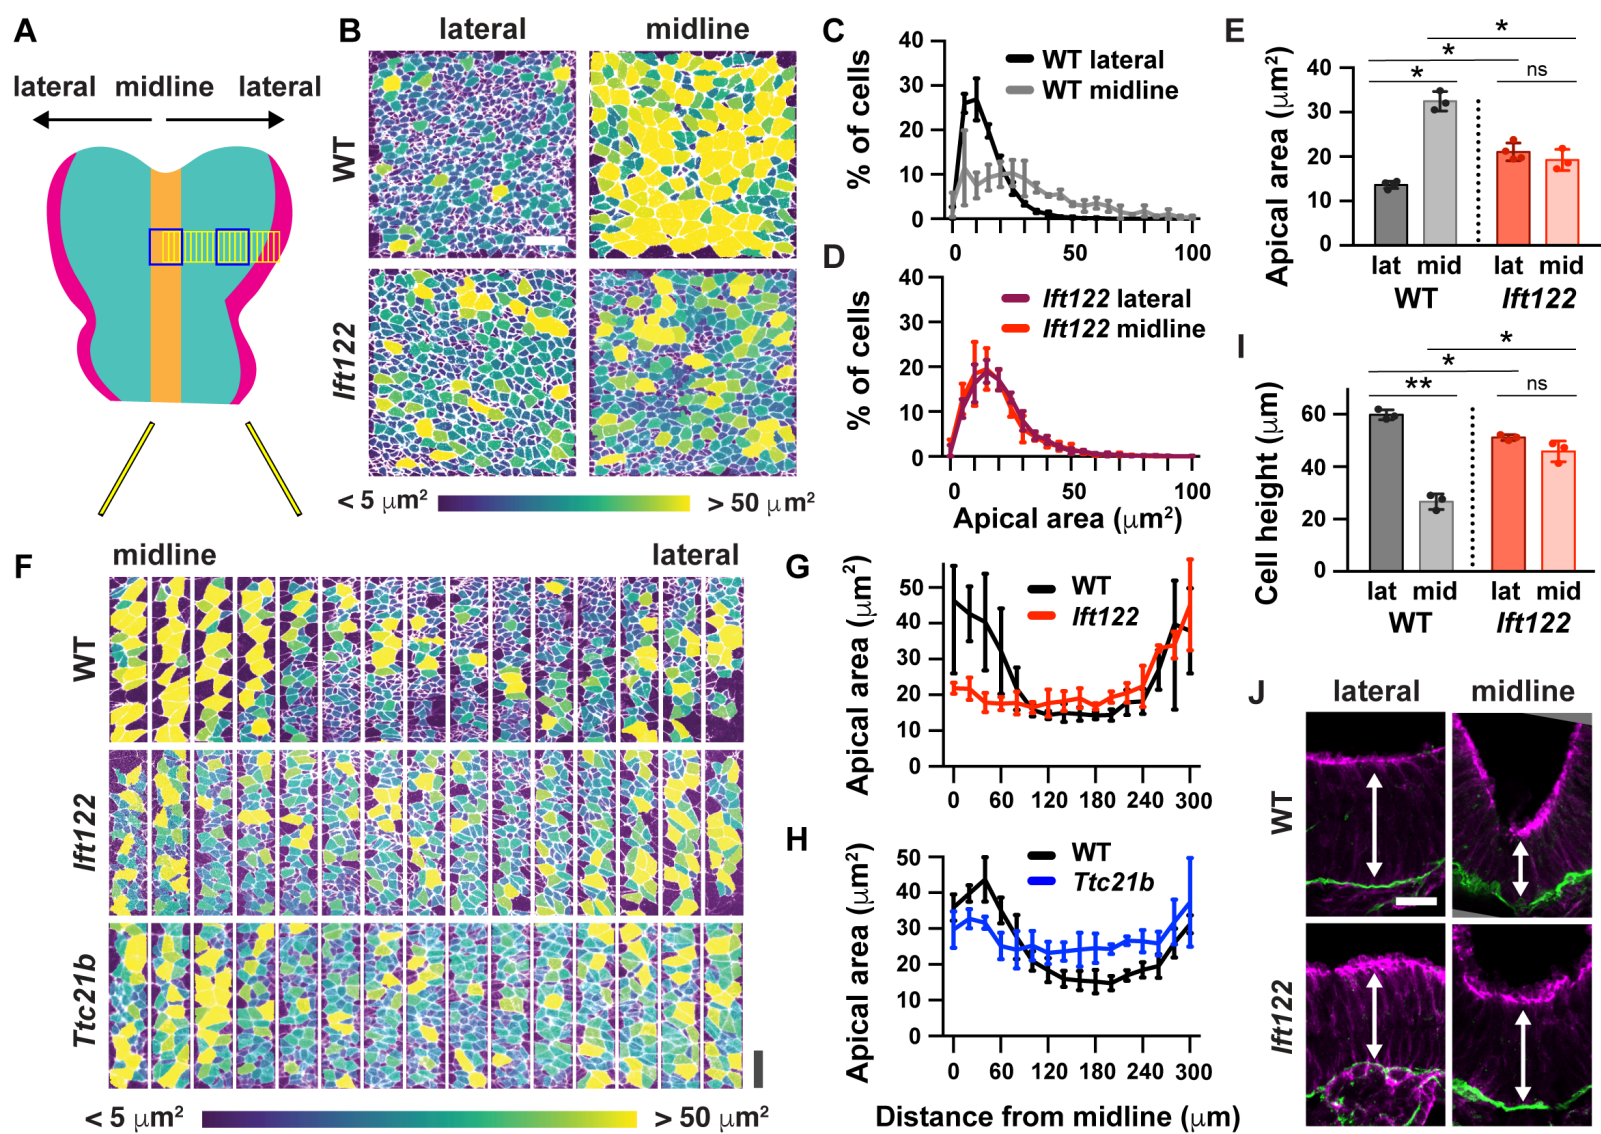 A
lateral midline lateral
B
lateral midline
WT
Ift122
< 5 μm² > 50 μm²
C
40
30
20
10
0
% of cells
WT lateral
WT midline
0 50 100
D
40
30
20
10
0
% of cells
Ift122 lateral
Ift122 midline
0 50 100
Apical area (μm²)
E
Apical area (μm²)
40
30
20
10
0
*
*
* ns
lat mid lat mid
WT Ift122
F
midline lateral
WT
Ift122
Ttc21b
< 5 μm² > 50 μm²
G
Apical area (μm²)
50
40
30
20
10
0
WT
Ift122
0 60 120 180 240 300
H
Apical area (μm²)
50
40
30
20
10
0
WT
Ttc21b
0 60 120 180 240 300
Distance from midline (μm)
I
Cell height (μm)
60
40
20
0
*
*
** ns
lat mid lat mid
WT Ift122
J
lateral midline
WT
Ift122